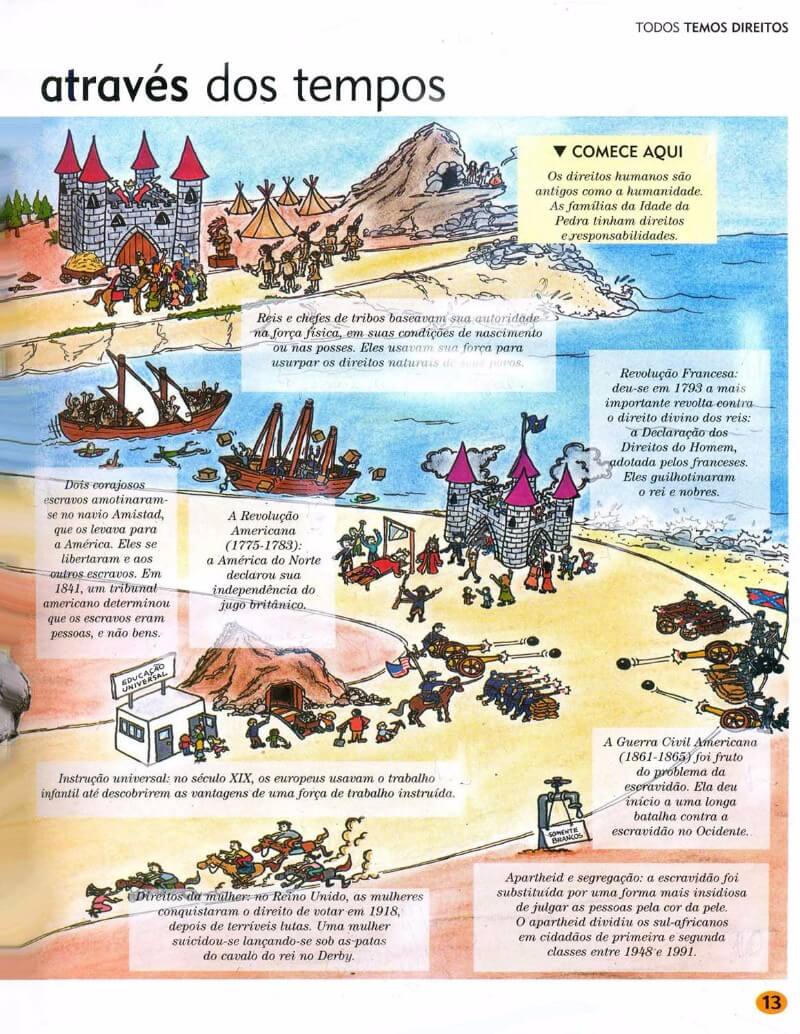 TODOS TEMOS DIREITOS
através dos tempos
▼ COMECE AQUI
Os direitos humanos são
antigos como a humanidade.
As famílias da Idade da
Pedra tinham direitos
e responsabilidades.
Reis e chefes de tribos baseavam sua autoridade
na força física, em suas condições de nascimento
ou nas posses. Eles usavam sua força para
usurpar os direitos naturais de seus povos.
Revolução Francesa:
deu-se em 1793 a mais
importante revolta contra
o direito divino dos reis:
a Declaração dos
Direitos do Homem,
adotada pelos franceses.
Eles guilhotinaram
o rei e nobres.
Dois corajosos
escravos amotinaram-
se no navio Amistad,
que os levava para
a América. Eles se
libertaram e aos
outros escravos. Em
1841, um tribunal
americano determinou
que os escravos eram
pessoas, e não bens.
A Revolução
Americana
(1775-1783):
a América do Norte
declarou sua
independência do
jugo britânico.
EDUCAÇÃO
UNIVERSAL
Instrução universal: no século XIX, os europeus usavam o trabalho
infantil até descobrirem as vantagens de uma força de trabalho instruída.
A Guerra Civil Americana
(1861-1865) foi fruto
do problema da
escravidão. Ela deu
início a uma longa
batalha contra a
escravidão no Ocidente.
SOMENTE
BRANCOS
Direitos da mulher: no Reino Unido, as mulheres
conquistaram o direito de votar em 1918,
depois de terríveis lutas. Uma mulher
suicidou-se lançando-se sob as patas
do cavalo do rei no Derby.
Apartheid e segregação: a escravidão foi
substituída por uma forma mais insidiosa
de julgar as pessoas pela cor da pele.
O apartheid dividiu os sul-africanos
em cidadãos de primeira e segunda
classes entre 1948 e 1991.
13